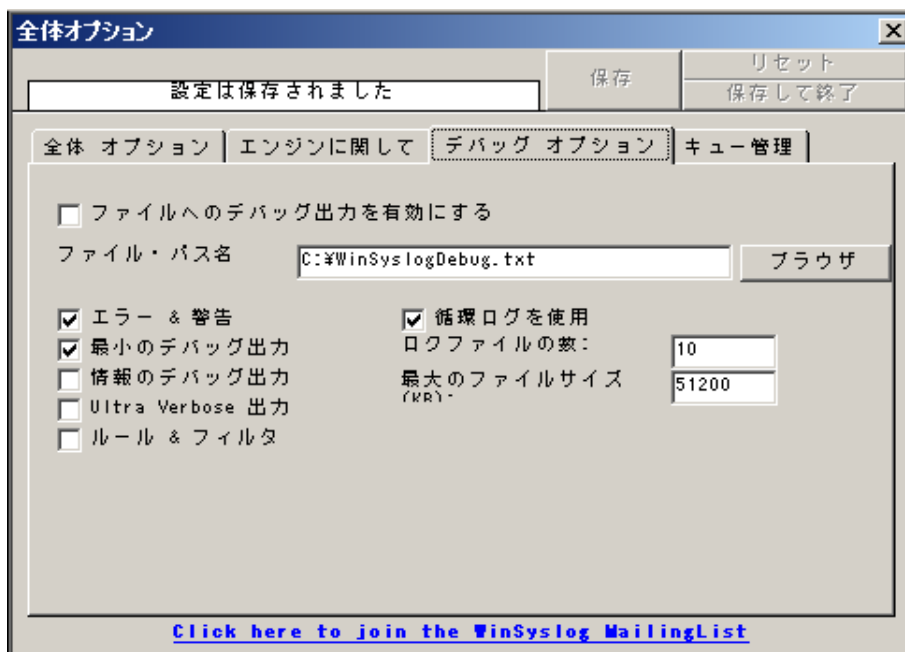 全体オプション
保存
リセット
設定は保存されました
保存して終了
全体 オプション
エンジンに関して
デバッグ オプション
キュー管理
ファイルへのデバッグ出力を有効にする
ファイル・パス名
C:¥WinSyslogDebug.txt
ブラウザ
エラー & 警告
循環ログを使用
最小のデバッグ出力
ログファイルの数:
10
情報のデバッグ出力
最大のファイルサイズ
(KB):
51200
Ultra Verbose 出力
ルール & フィルタ
Click here to join the WinSyslog MailingList